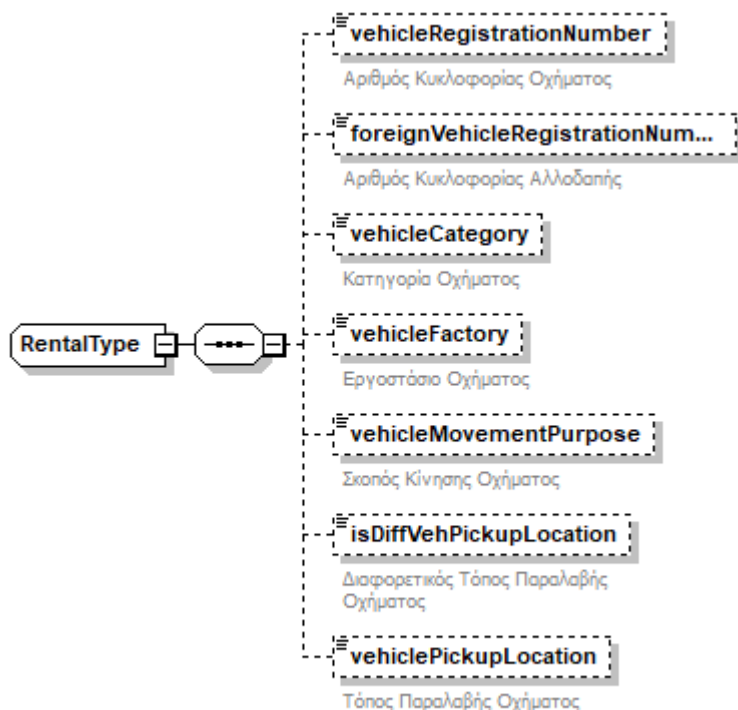 vehicleRegistrationNumber
Αριθμός Κυκλοφορίας Οχήματος
foreignVehicleRegistrationNum...
Αριθμός Κυκλοφορίας Αλλοδαπής
vehicleCategory
Κατηγορία Οχήματος
RentalType
vehicleFactory
Εργοστάσιο Οχήματος
vehicleMovementPurpose
Σκοπός Κίνησης Οχήματος
isDiffVehPickupLocation
Διαφορετικός Τόπος Παραλαβής
Οχήματος
vehiclePickupLocation
Τόπος Παραλαβής Οχήματος